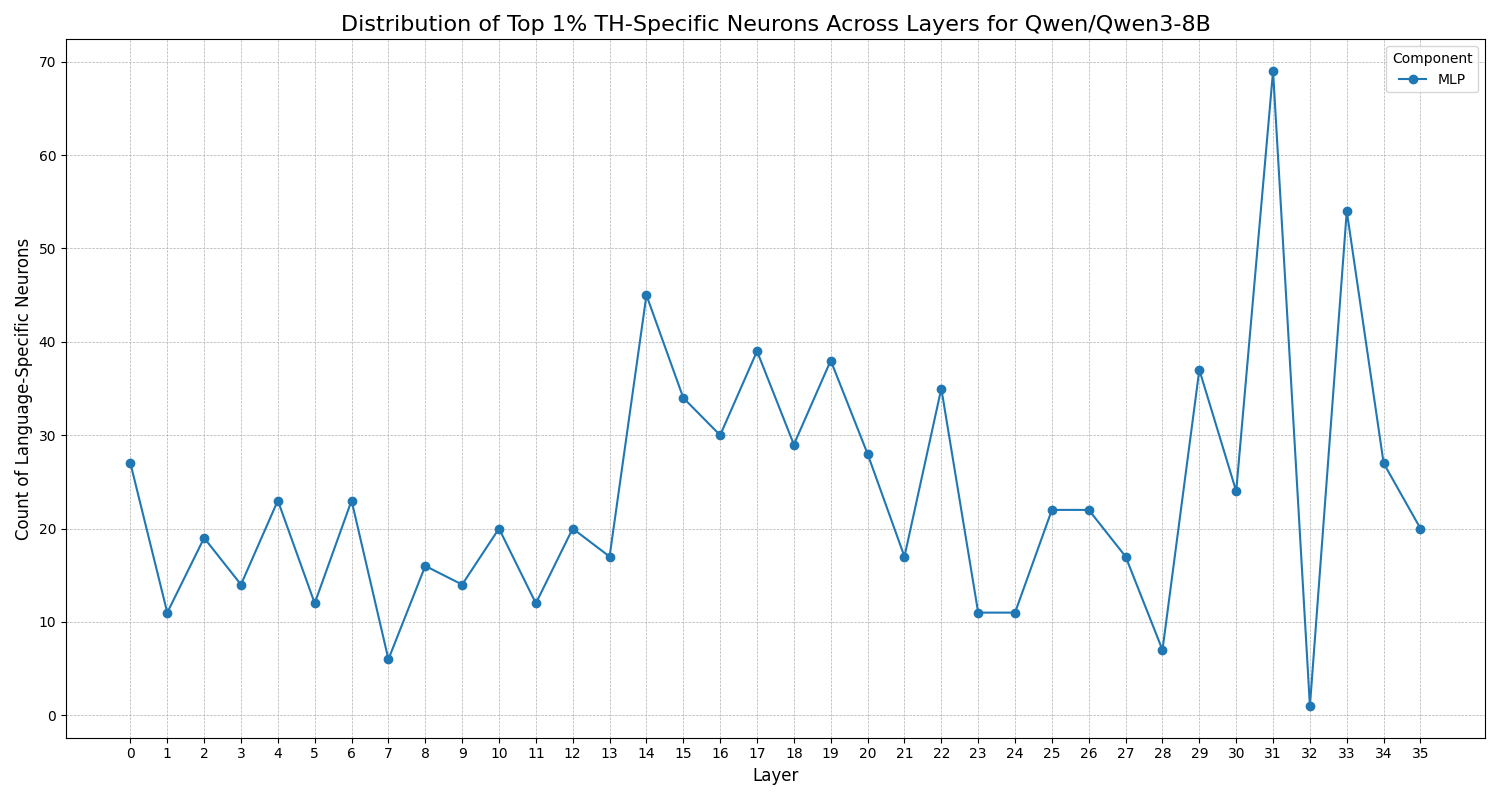 Distribution of Top 1% TH-Specific Neurons Across Layers for Qwen/Qwen3-8B
Component
MLP
Count of Language-Specific Neurons
70
60
50
40
30
20
10
0
0 1 2 3 4 5 6 7 8 9 10 11 12 13 14 15 16 17 18 19 20 21 22 23 24 25 26 27 28 29 30 31 32 33 34 35
Layer